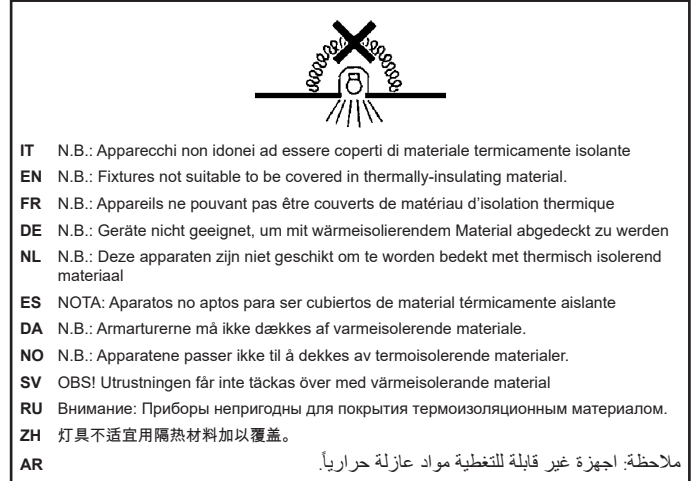 IT N.B.: Apparecchi non idonei ad essere coperti di materiale termicamente isolante
EN N.B.: Fixtures not suitable to be covered in thermally-insulating material.
FR N.B.: Appareils ne pouvant pas être couverts de matériau d’isolation thermique
DE N.B.: Geräte nicht geeignet, um mit wärmeisolierendem Material abgedeckt zu werden
NL N.B.: Deze apparaten zijn niet geschikt om te worden bedekt met thermisch isolerend
materiaal
ES NOTA: Aparatos no aptos para ser cubiertos de material térmicamente aislante
DA N.B.: Armarturerne må ikke dækkes af varmeisolerende materiale.
NO N.B.: Apparatene passer ikke til å dekkes av termoisolerende materialer.
SV OBS! Utrustningen får inte täckas över med värmeisolerande material
RU Внимание: Приборы непригодны для покрытия термоизоляционным материалом.
ZH 灯具不适宜用隔热材料加以覆盖。
AR ملاحظة: اجهزة غير قابلة للتغطية مواد عازلة حرارياً.